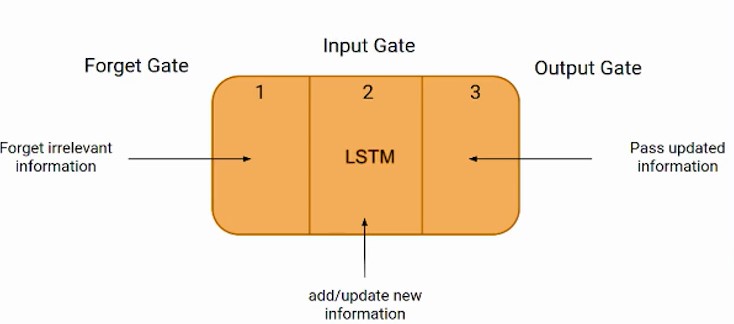 Input Gate
Forget Gate
Output Gate
1
2
3
Forget irrelevant
information
LSTM
Pass updated
information
add/update new
information